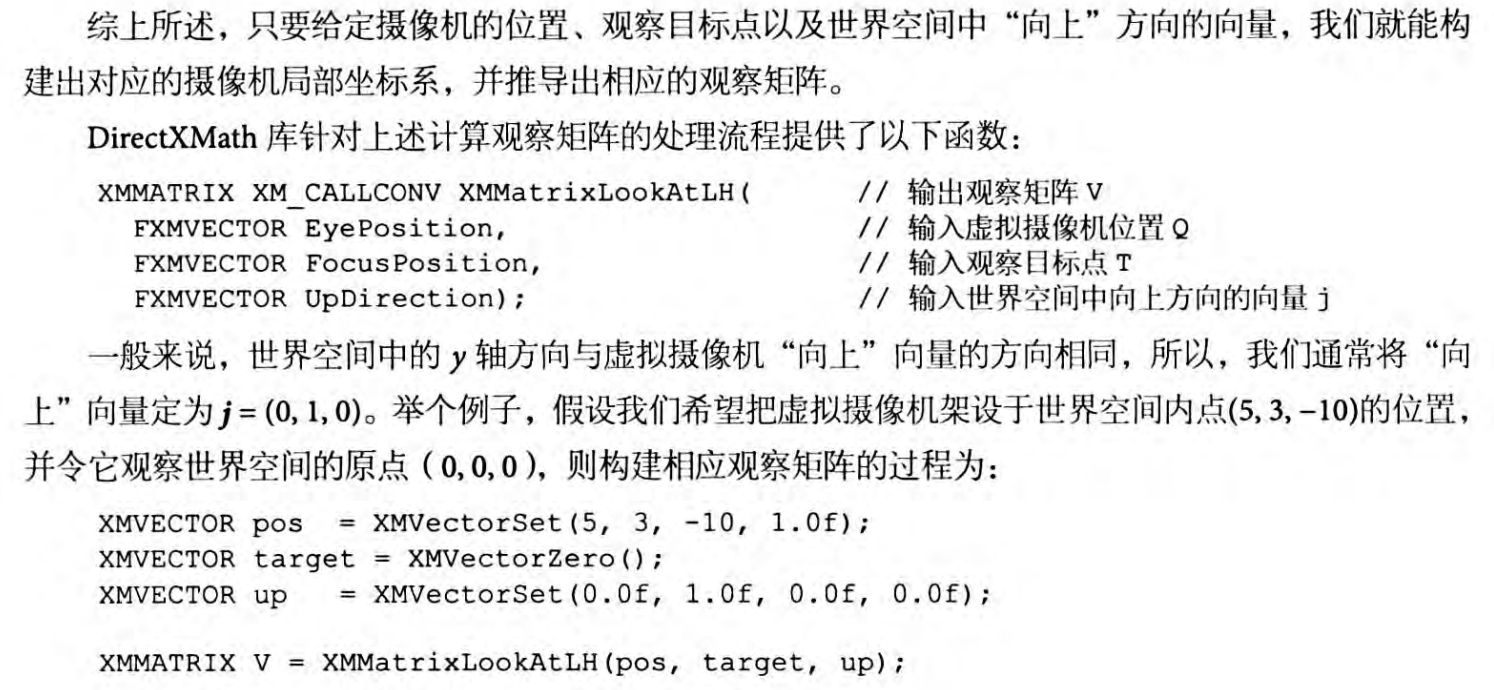 综上所述，只要给定摄像机的位置、观察目标点以及世界空间中“向上”方向的向量，我们就能构
建出对应的摄像机局部坐标系，并推导出相应的观察矩阵。
DirectXMath 库针对上述计算观察矩阵的处理流程提供了以下函数：
XMMATRIX XM_CALLCONV XMMatrixLookAtLH( // 输出观察矩阵 V
FXMVECTOR EyePosition, // 输入虚拟摄像机位置 Q
FXMVECTOR FocusPosition, // 输入观察目标点 T
FXMVECTOR UpDirection); // 输入世界空间中向上方向的向量 j
一般来说，世界空间中的 y 轴方向与虚拟摄像机“向上”向量的方向相同，所以，我们通常将“向
上”向量定为 j = (0, 1, 0)。举个例子，假设我们希望把虚拟摄像机架设于世界空间内点(5, 3, −10)的位置，
并令它观察世界空间的原点（0, 0, 0），则构建相应观察矩阵的过程为：
XMVECTOR pos = XMVectorSet(5, 3, -10, 1.0f);
XMVECTOR target = XMVectorZero();
XMVECTOR up = XMVectorSet(0.0f, 1.0f, 0.0f, 0.0f);
XMMATRIX V = XMMatrixLookAtLH(pos, target, up);